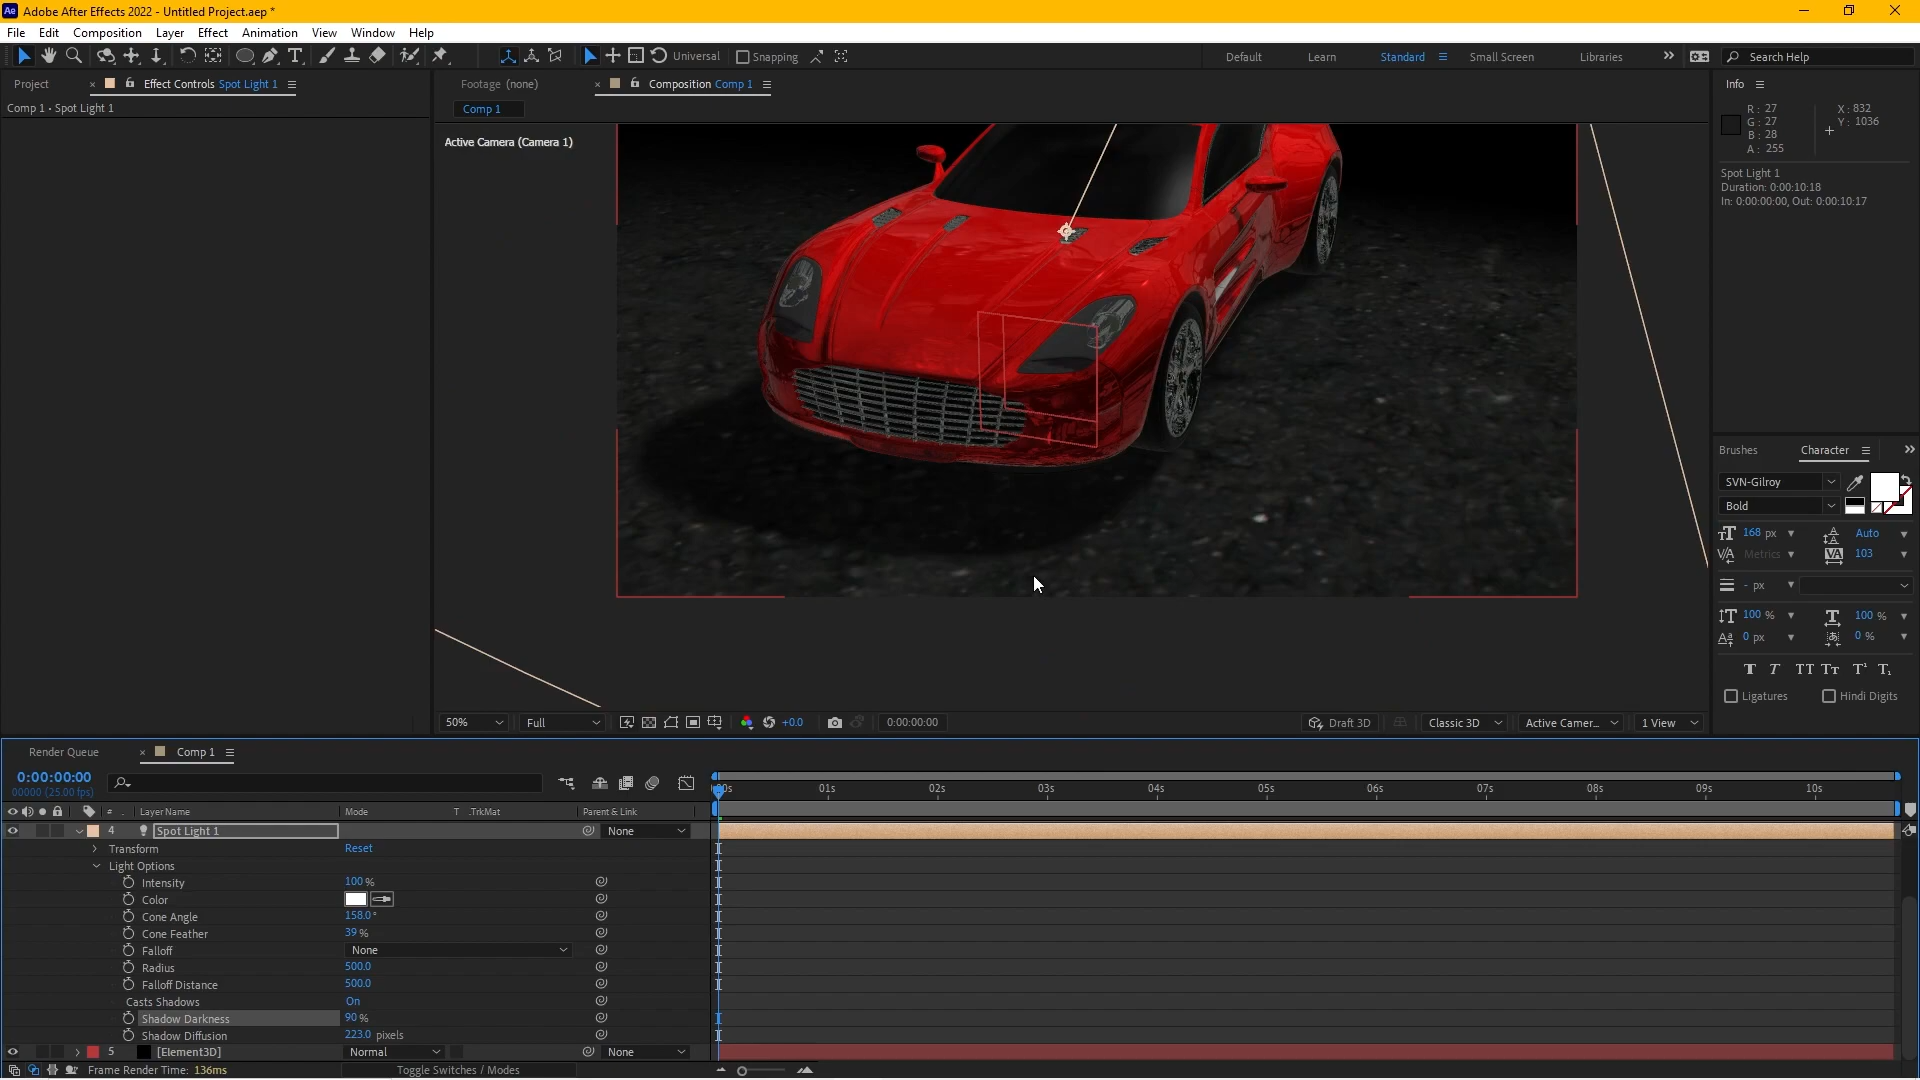 Adobe After Effects 2022 - Untitled Project.aep *
File Edit Composition Layer Effect Animation View Window Help
Universal Snapping Default Learn Standard Small Screen Libraries Search Help
Project Effect Controls Spot Light 1 Footage (none) Composition Comp 1 Info
Comp 1 • Spot Light 1
Comp 1
Active Camera (Camera 1)
R: 27 X: 832
G: 27 Y: 1036
B: 28
A: 255
Spot Light 1
Duration: 0:00:10:18
In: 0:00:00:00, Out: 0:00:10:17
Brushes Character
SVN-Gilroy
Bold
168 px Auto
Metrics 103
- px
100 % 100 %
0 px 0 %
Ligatures Hindi Digits
50% Full +0.0 0:00:00:00 Draft 3D Classic 3D Active Camer... 1 View
Render Queue Comp 1
0:00:00:00
00000 (25.00 fps)
:00s 01s 02s 03s 04s 05s 06s 07s 08s 09s 10s
# Layer Name Mode T .TrkMat Parent & Link
4 Spot Light 1 None
Transform Reset
Light Options
Intensity 100 %
Color
Cone Angle 158.0°
Cone Feather 39 %
Falloff None
Radius 500.0
Falloff Distance 500.0
Casts Shadows On
Shadow Darkness 90 %
Shadow Diffusion 223.0 pixels
5 [Element3D] Normal None
Frame Render Time: 136ms Toggle Switches / Modes